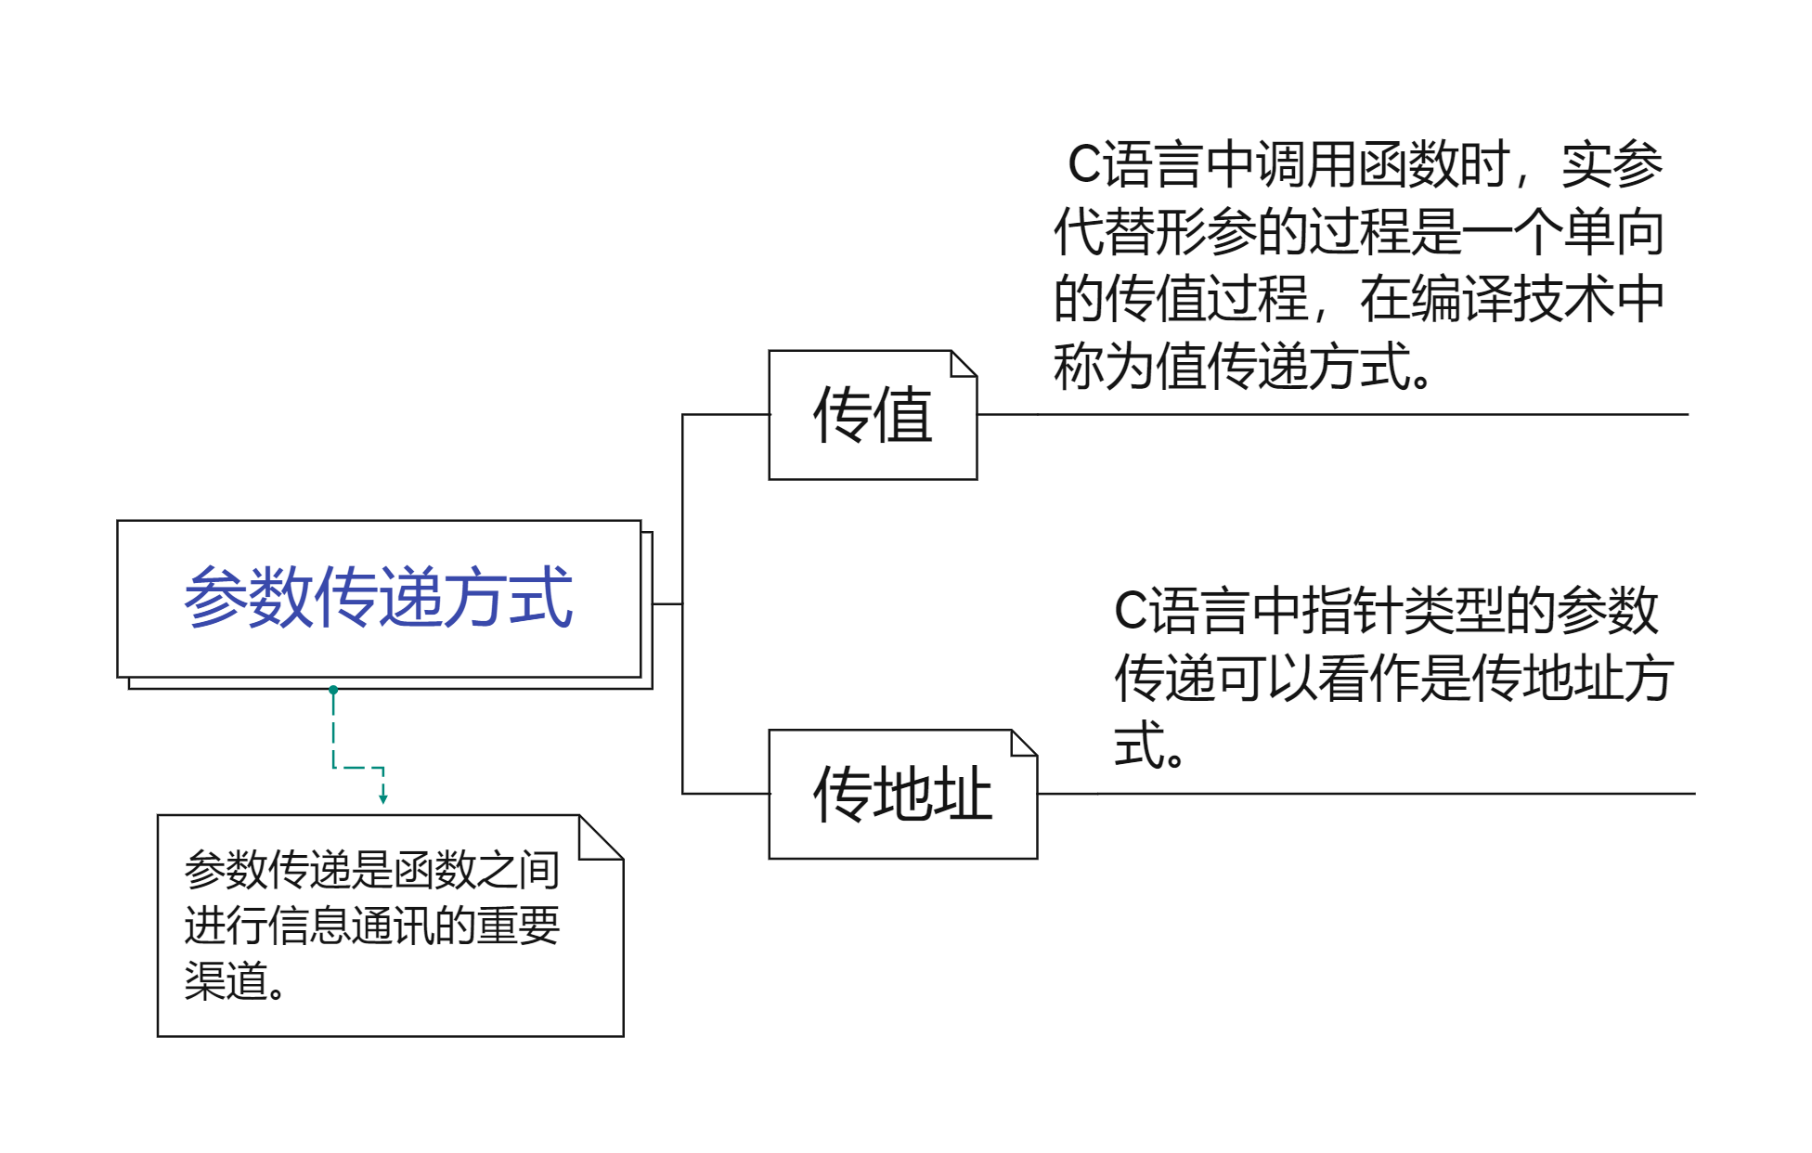 C语言中调用函数时，实参
代替形参的过程是一个单向
的传值过程，在编译技术中
称为值传递方式。
传值
参数传递方式
C语言中指针类型的参数
传递可以看作是传地址方
式。
传地址
参数传递是函数之间
进行信息通讯的重要
渠道。